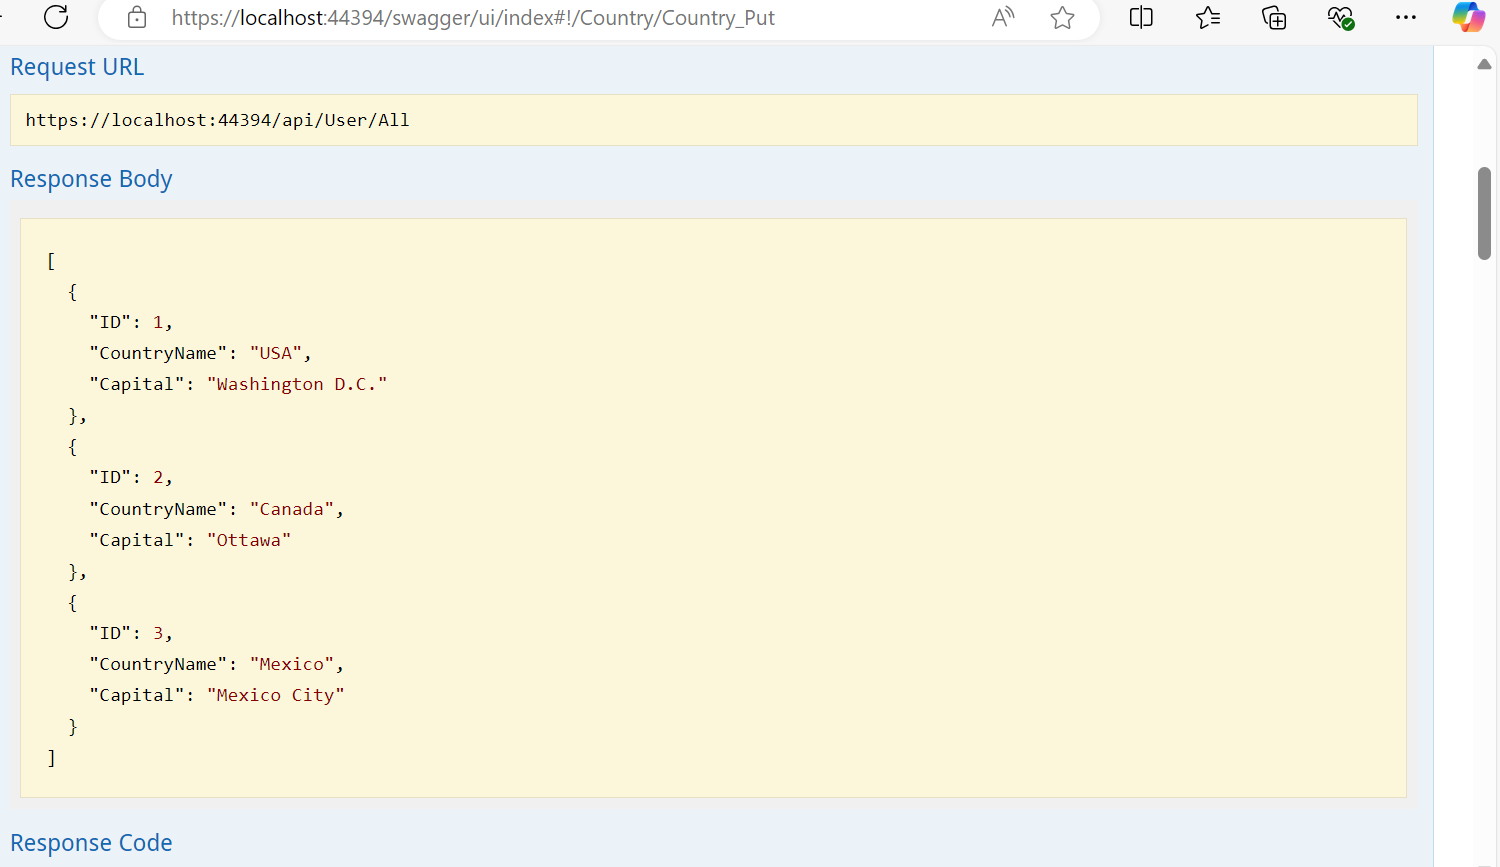 https://localhost:44394/swagger/ui/index#!/Country/Country_Put
Request URL
https://localhost:44394/api/User/All
Response Body
[
  {
    "ID": 1,
    "CountryName": "USA",
    "Capital": "Washington D.C."
  },
  {
    "ID": 2,
    "CountryName": "Canada",
    "Capital": "Ottawa"
  },
  {
    "ID": 3,
    "CountryName": "Mexico",
    "Capital": "Mexico City"
  }
]
Response Code